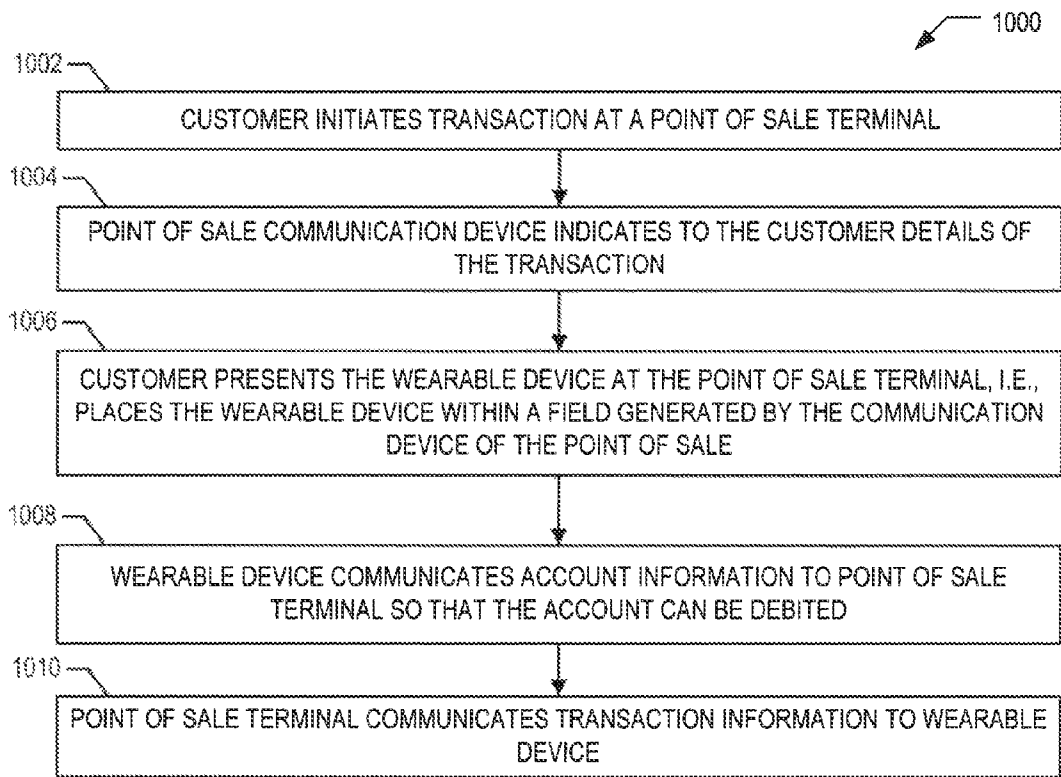 1000
1002
CUSTOMER INITIATES TRANSACTION AT A POINT OF SALE TERMINAL
1004
POINT OF SALE COMMUNICATION DEVICE INDICATES TO THE CUSTOMER DETAILS OF
THE TRANSACTION
1006
CUSTOMER PRESENTS THE WEARABLE DEVICE AT THE POINT OF SALE TERMINAL, I.E.,
PLACES THE WEARABLE DEVICE WITHIN A FIELD GENERATED BY THE COMMUNICATION
DEVICE OF THE POINT OF SALE
1008
WEARABLE DEVICE COMMUNICATES ACCOUNT INFORMATION TO POINT OF SALE
TERMINAL SO THAT THE ACCOUNT CAN BE DEBITED
1010
POINT OF SALE TERMINAL COMMUNICATES TRANSACTION INFORMATION TO WEARABLE
DEVICE